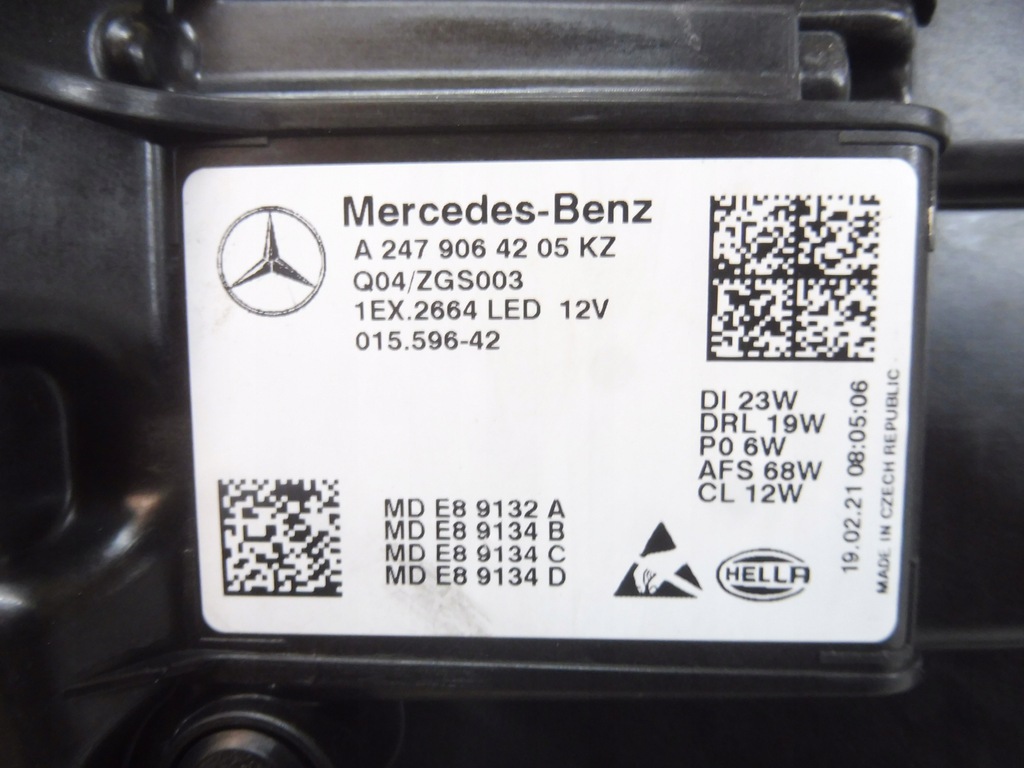 Mercedes-Benz
A 247 906 42 05 KZ
Q04/ZGS003
1EX.2664 LED 12V
015.596-42
DI 23W
DRL 19W
P0 6W
AFS 68W
CL 12W
MD E8 9132 A
MD E8 9134 B
MD E8 9134 C
MD E8 9134 D
HELLA
19.02.21 08:05:06
MADE IN CZECH REPUBLIC